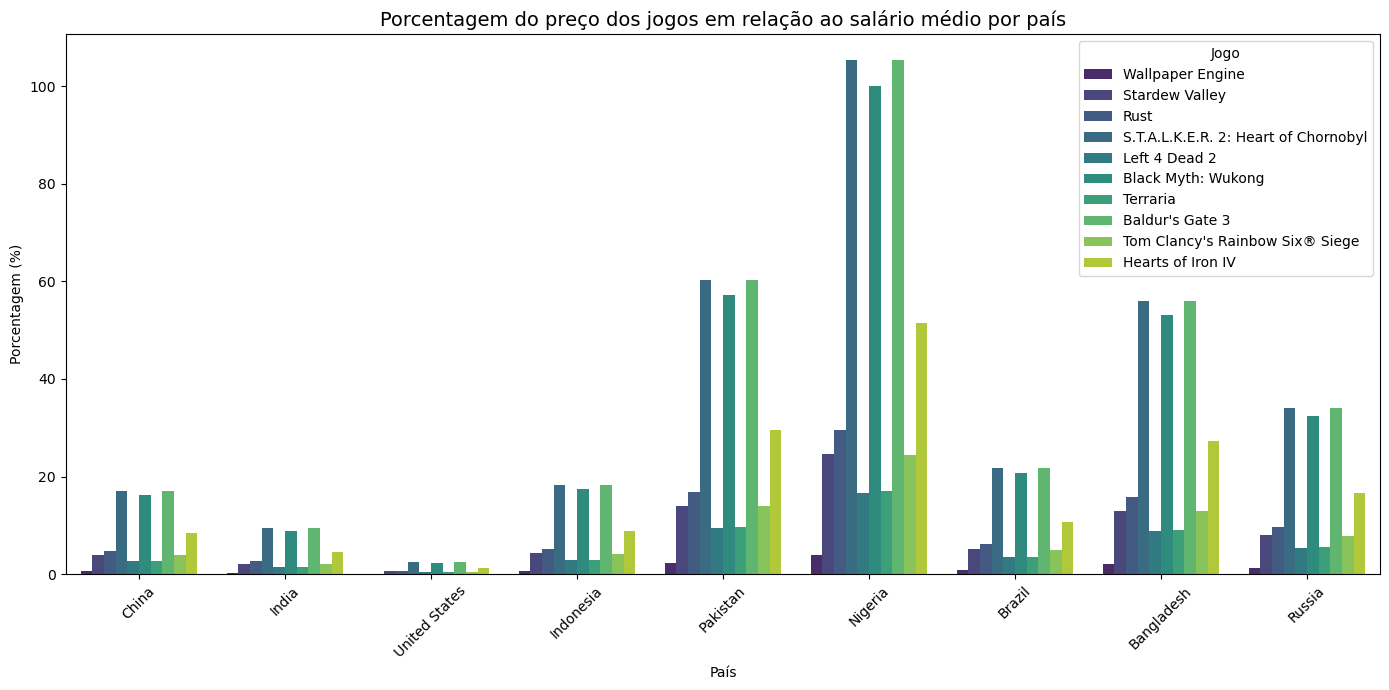 Porcentagem do preço dos jogos em relação ao salário médio por país
Jogo
Wallpaper Engine
Stardew Valley
Rust
S.T.A.L.K.E.R. 2: Heart of Chornobyl
Left 4 Dead 2
Black Myth: Wukong
Terraria
Baldur's Gate 3
Tom Clancy's Rainbow Six® Siege
Hearts of Iron IV
Porcentagem (%)
100
80
60
40
20
0
China
India
United States
Indonesia
Pakistan
Nigeria
Brazil
Bangladesh
Russia
País